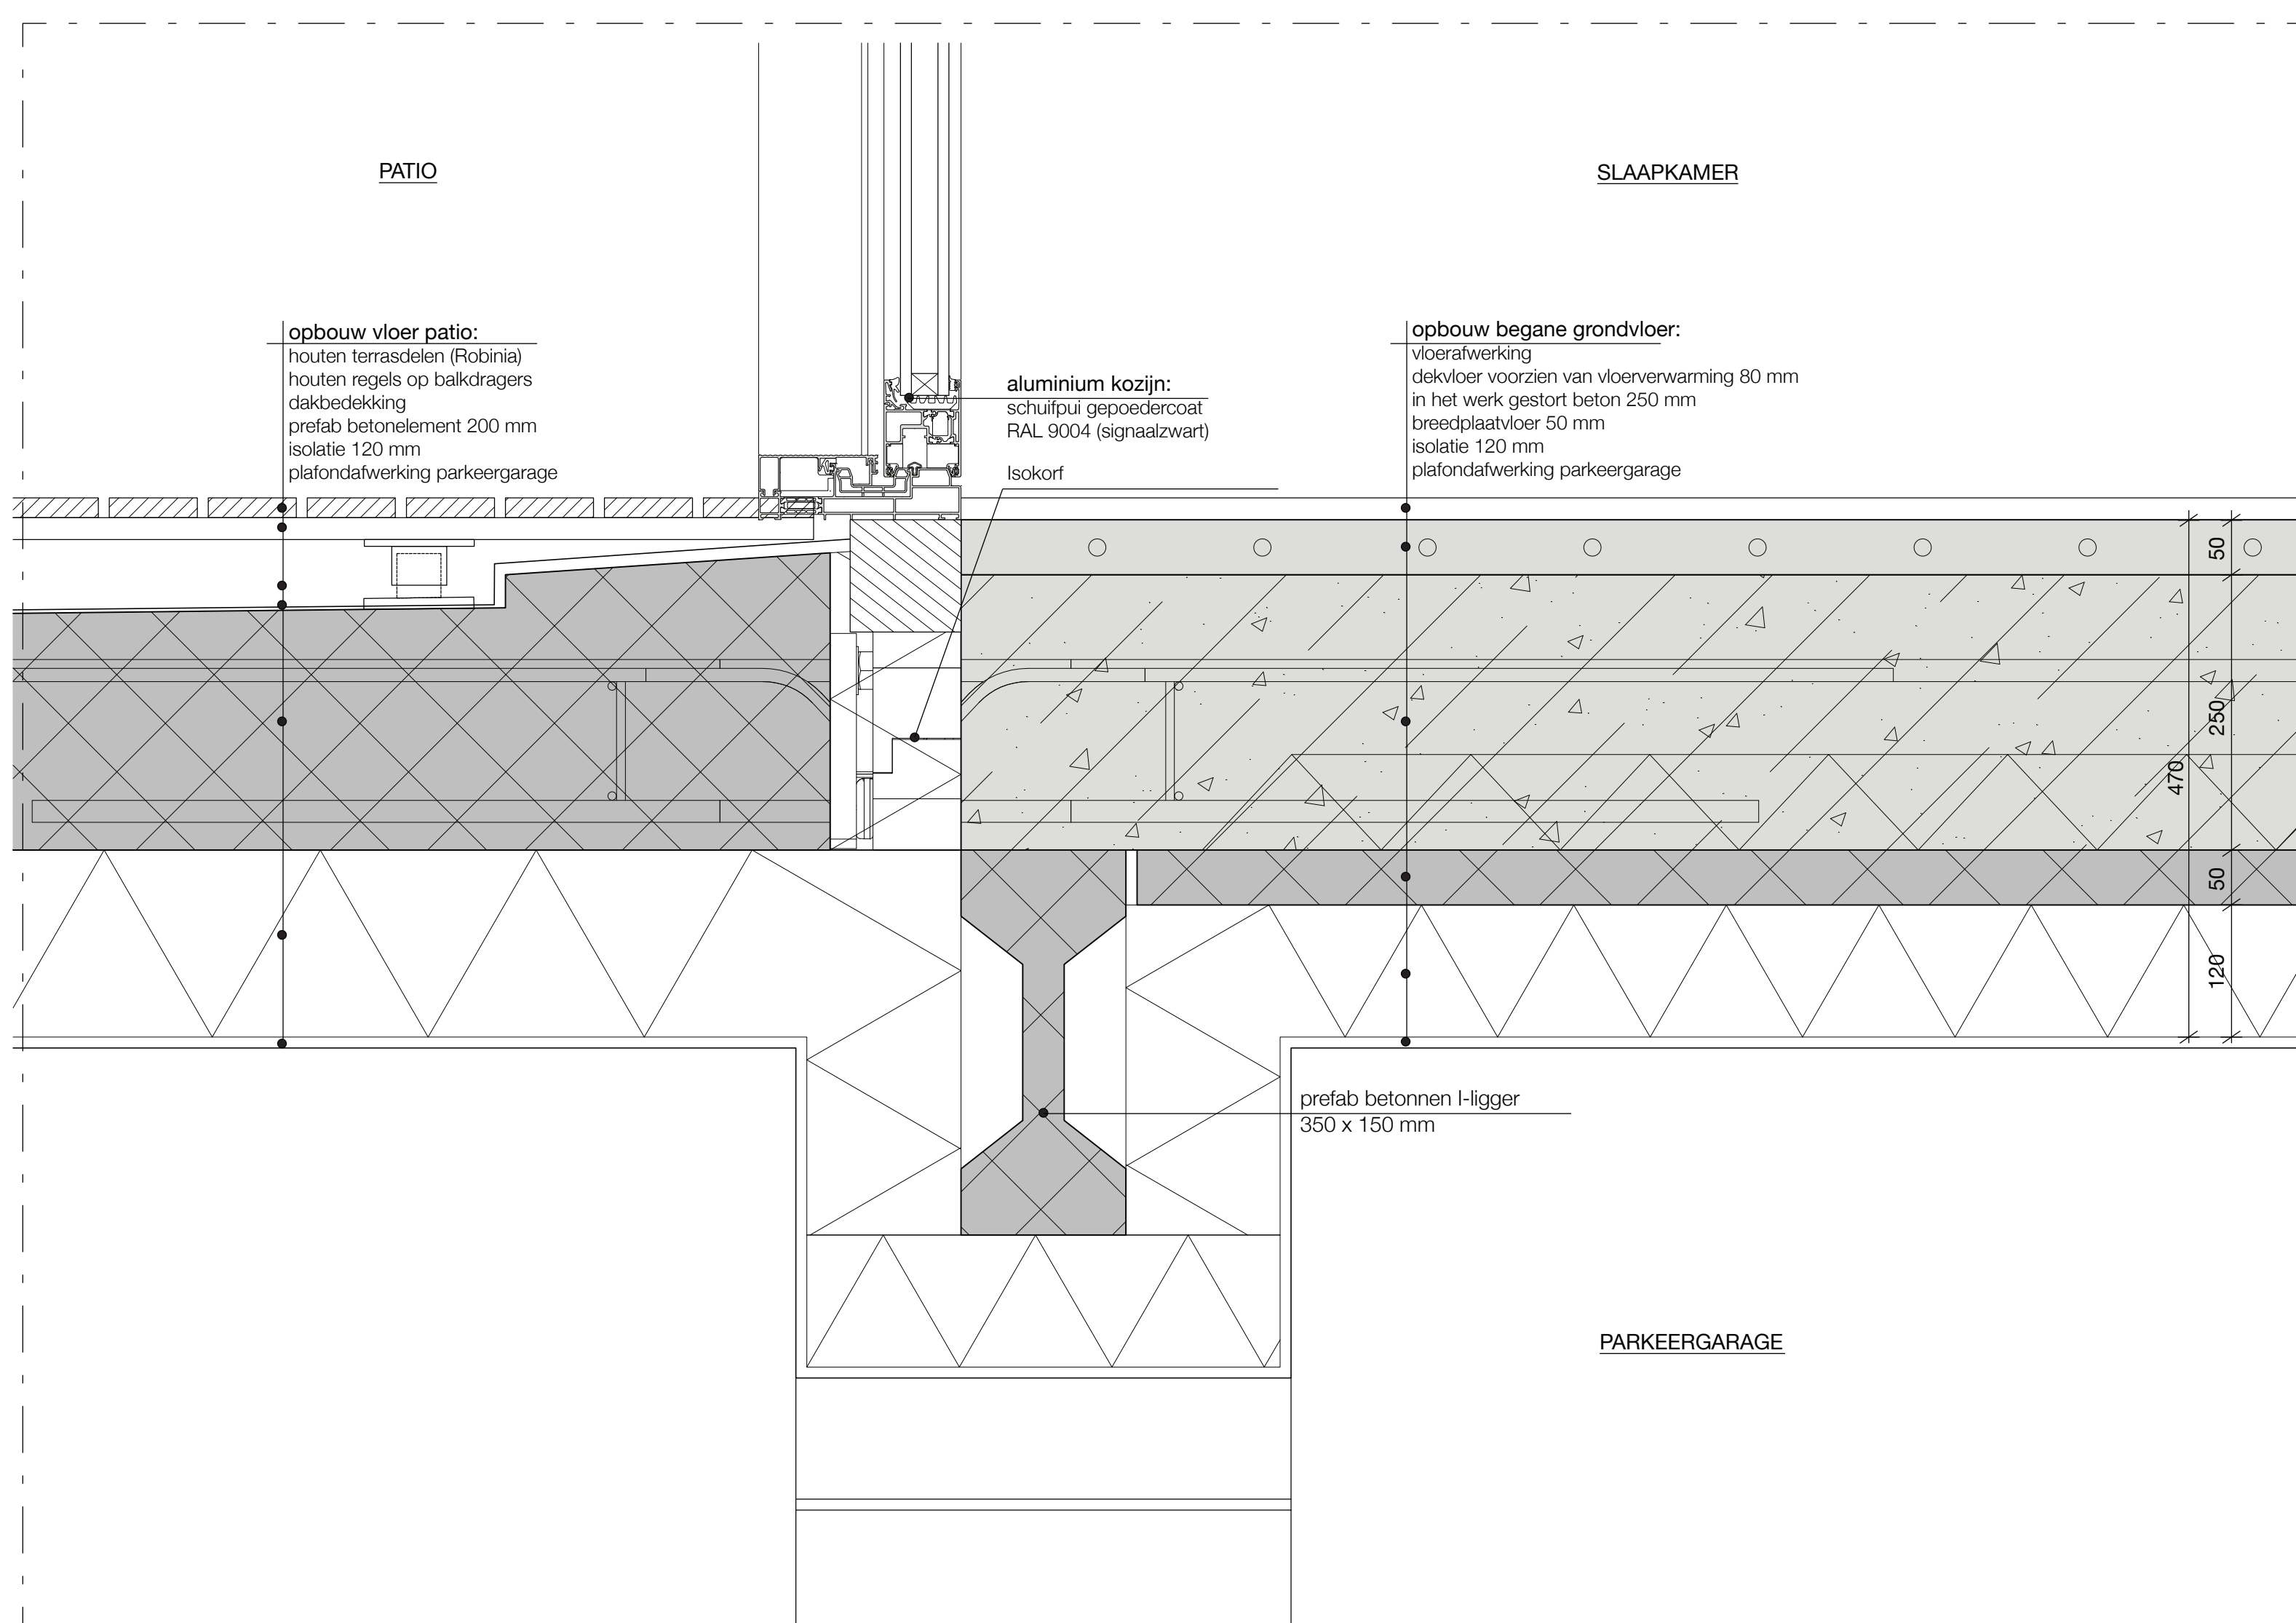 PATIO
SLAAPKAMER
opbouw vloer patio:
houten terrasdelen (Robinia)
houten regels op balkdragers
dakbedekking
prefab betonelement 200 mm
isolatie 120 mm
plafondafwerking parkeergarage
aluminium kozijn:
schuifpui gepoedercoat
RAL 9004 (signaalzwart)
Isokorf
opbouw begane grondvloer:
vloerafwerking
dekvloer voorzien van vloerverwarming 80 mm
in het werk gestort beton 250 mm
breedplaatvloer 50 mm
isolatie 120 mm
plafondafwerking parkeergarage
50
250
470
50
120
prefab betonnen I-ligger
350 x 150 mm
PARKEERGARAGE